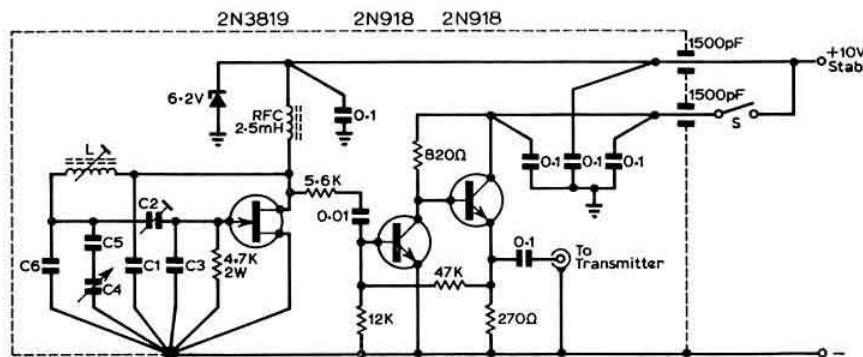 2N3819 2N918 2N918
1500pF
+10V
Stab
6·2V
RFC
2·5mH
0·1
1500pF
S
L
820Ω
0·1 0·1 0·1
5·6K
C2
0·01
C5
0·1
To
Transmitter
C6
C4
C1
C3
4·7K
2W
47K
12K
270Ω
−